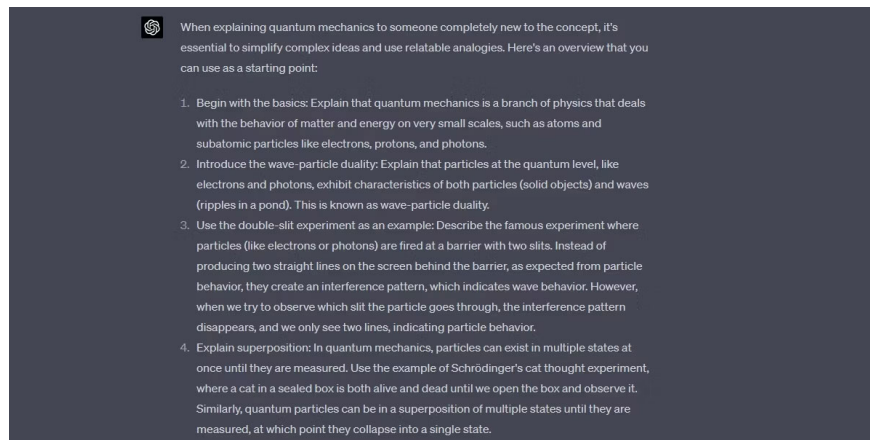 When explaining quantum mechanics to someone completely new to the concept, it's
essential to simplify complex ideas and use relatable analogies. Here's an overview that you
can use as a starting point:
1. Begin with the basics: Explain that quantum mechanics is a branch of physics that deals
with the behavior of matter and energy on very small scales, such as atoms and
subatomic particles like electrons, protons, and photons.
2. Introduce the wave-particle duality: Explain that particles at the quantum level, like
electrons and photons, exhibit characteristics of both particles (solid objects) and waves
(ripples in a pond). This is known as wave-particle duality.
3. Use the double-slit experiment as an example: Describe the famous experiment where
particles (like electrons or photons) are fired at a barrier with two slits. Instead of
producing two straight lines on the screen behind the barrier, as expected from particle
behavior, they create an interference pattern, which indicates wave behavior. However,
when we try to observe which slit the particle goes through, the interference pattern
disappears, and we only see two lines, indicating particle behavior.
4. Explain superposition: In quantum mechanics, particles can exist in multiple states at
once until they are measured. Use the example of Schrödinger's cat thought experiment,
where a cat in a sealed box is both alive and dead until we open the box and observe it.
Similarly, quantum particles can be in a superposition of multiple states until they are
measured, at which point they collapse into a single state.